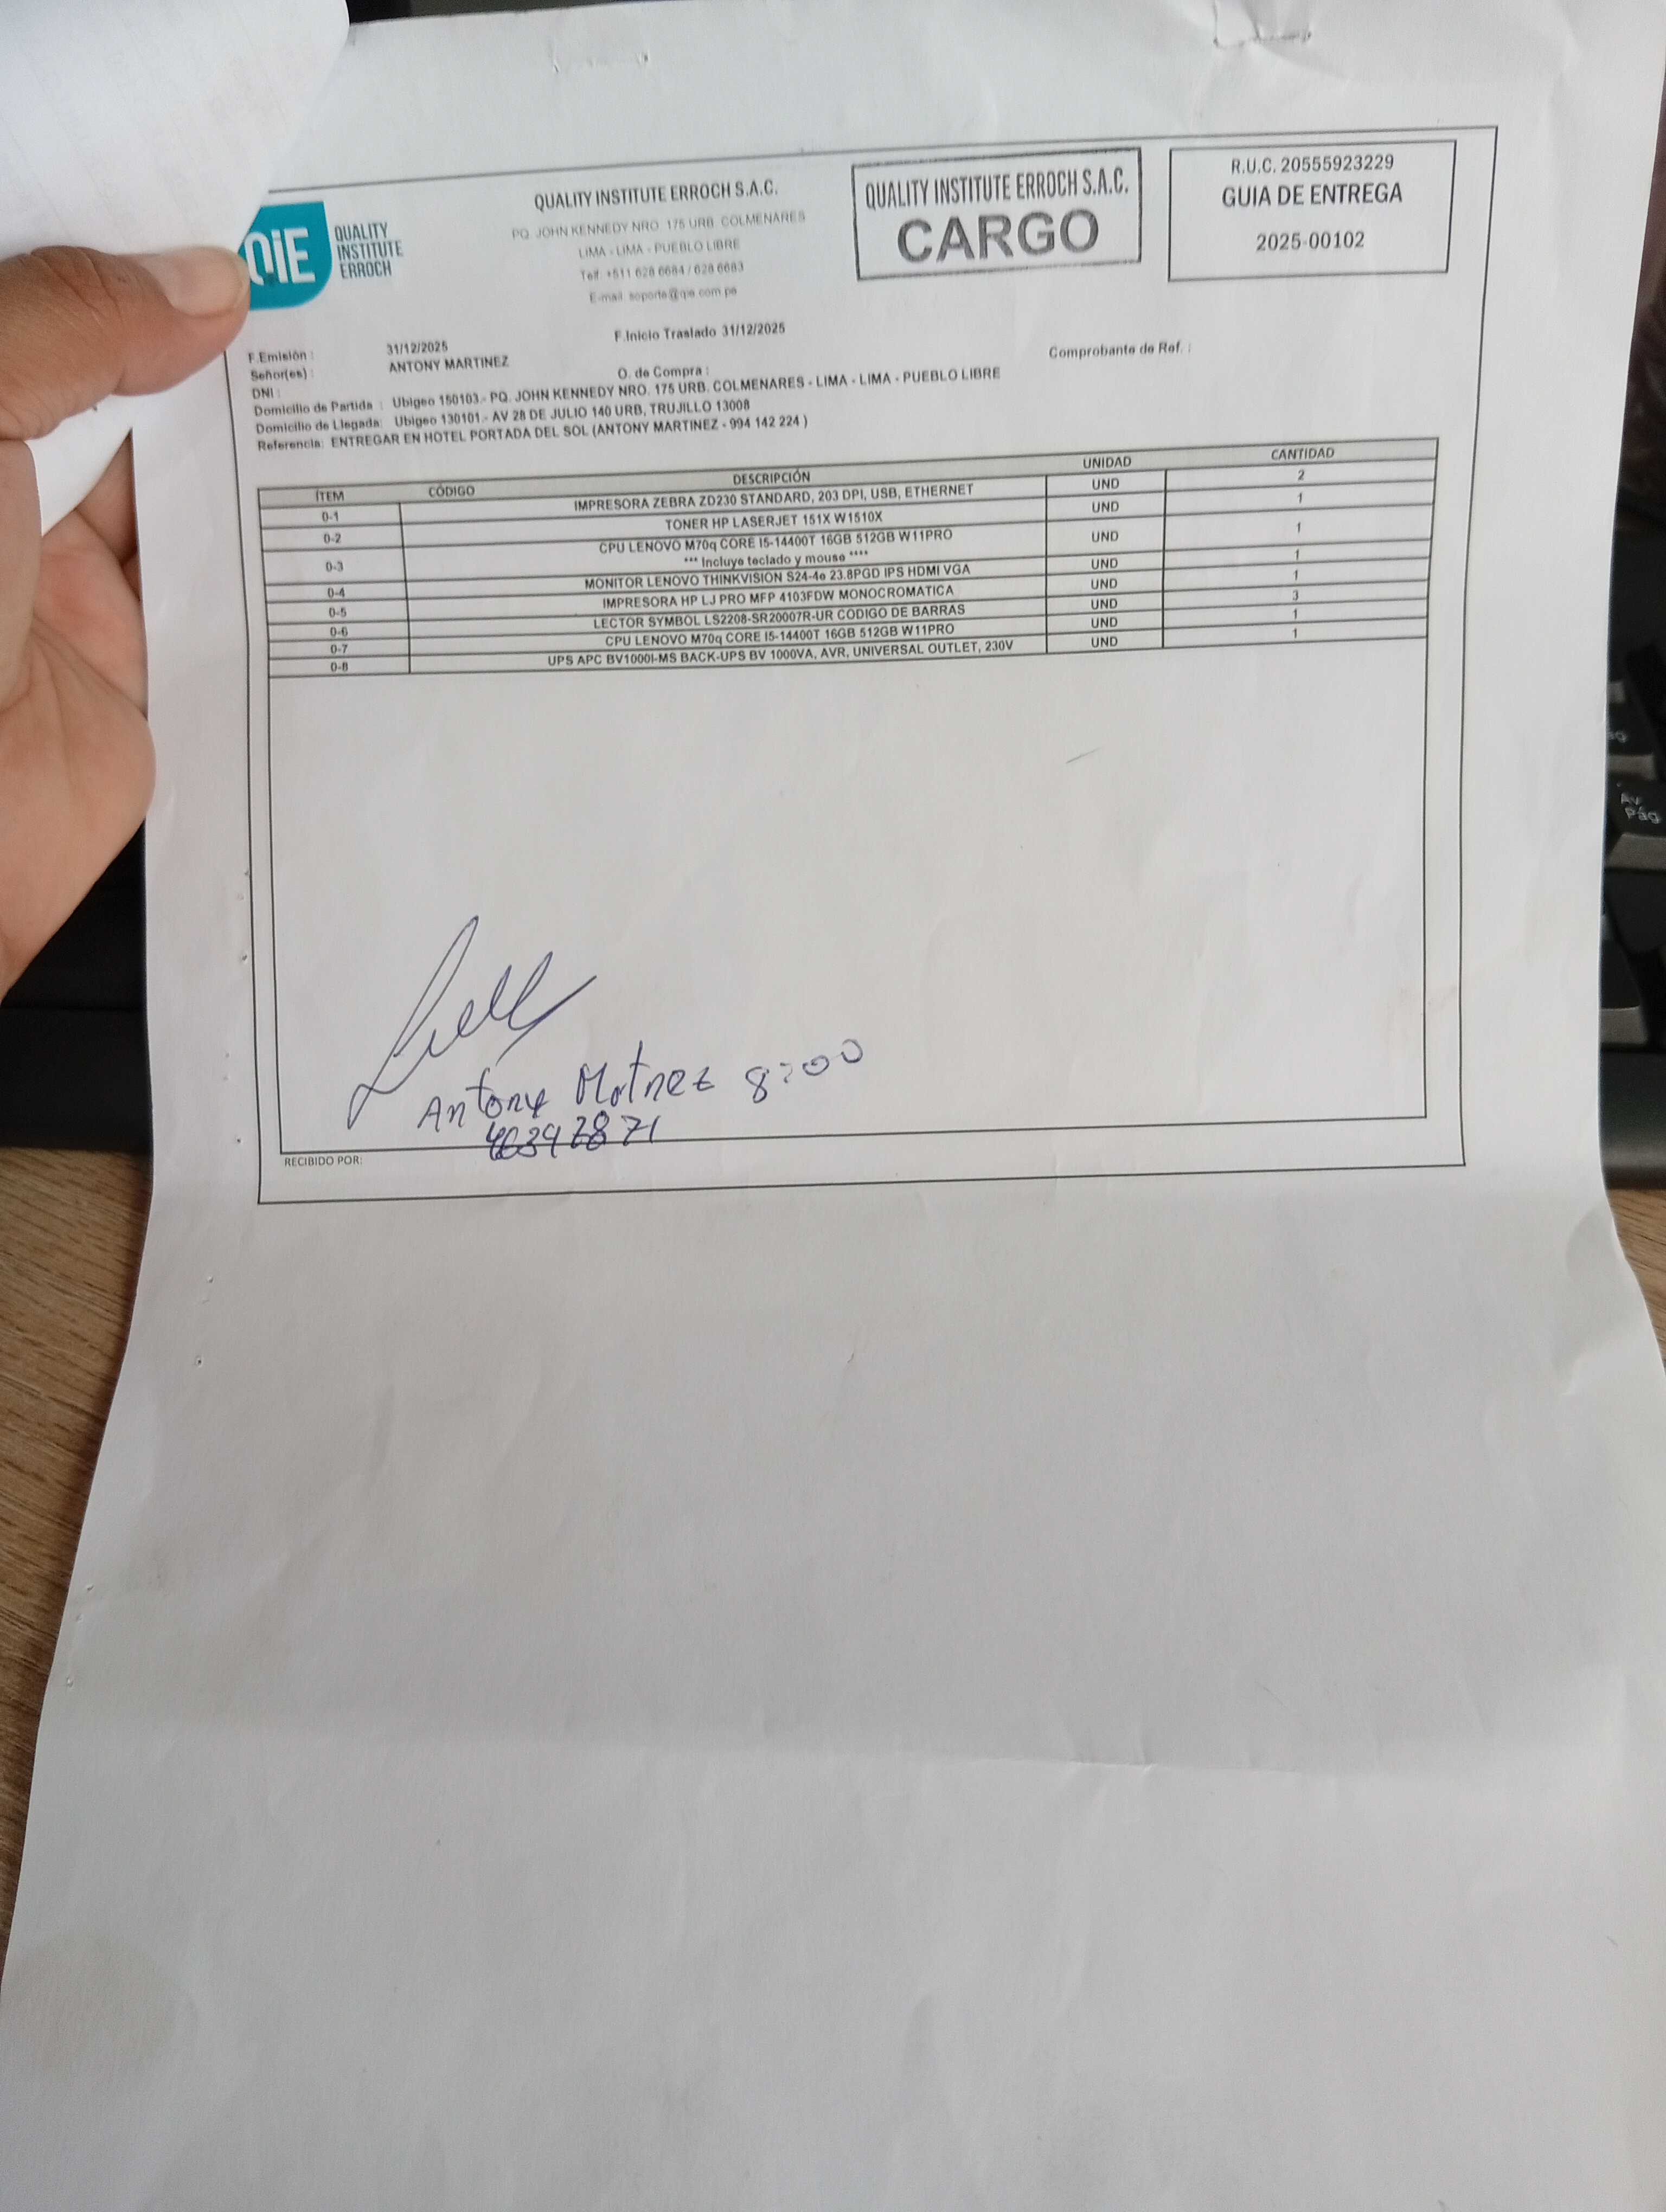 QiE QUALITY INSTITUTE ERROCH
QUALITY INSTITUTE ERROCH S.A.C.
PQ. JOHN KENNEDY NRO. 175 URB. COLMENARES
LIMA - LIMA - PUEBLO LIBRE
Telf. +511 628 6684 / 628 6683
E-mail: soporte@qie.com.pe
QUALITY INSTITUTE ERROCH S.A.C.
CARGO
R.U.C. 20555923229
GUIA DE ENTREGA
2025-00102
F.Emisión : 31/12/2025 F.Inicio Traslado 31/12/2025
Señor(es) : ANTONY MARTINEZ O. de Compra : Comprobante de Ref. :
DNI :
Domicilio de Partida : Ubigeo 150103.- PQ. JOHN KENNEDY NRO. 175 URB. COLMENARES - LIMA - LIMA - PUEBLO LIBRE
Domicilio de Llegada: Ubigeo 130101.- AV 28 DE JULIO 140 URB, TRUJILLO 13008
Referencia: ENTREGAR EN HOTEL PORTADA DEL SOL (ANTONY MARTINEZ - 994 142 224 )
ÍTEM CÓDIGO DESCRIPCIÓN UNIDAD CANTIDAD
0-1 IMPRESORA ZEBRA ZD230 STANDARD, 203 DPI, USB, ETHERNET UND 2
0-2 TONER HP LASERJET 151X W1510X UND 1
0-3 CPU LENOVO M70q CORE I5-14400T 16GB 512GB W11PRO UND 1
*** Incluye teclado y mouse ****
0-4 MONITOR LENOVO THINKVISION S24-4e 23.8PGD IPS HDMI VGA UND 1
0-5 IMPRESORA HP LJ PRO MFP 4103FDW MONOCROMATICA UND 1
0-6 LECTOR SYMBOL LS2208-SR20007R-UR CODIGO DE BARRAS UND 3
0-7 CPU LENOVO M70q CORE I5-14400T 16GB 512GB W11PRO UND 1
0-8 UPS APC BV1000I-MS BACK-UPS BV 1000VA, AVR, UNIVERSAL OUTLET, 230V UND 1
Antony 8:00
RECIBIDO POR:
Av
Pág